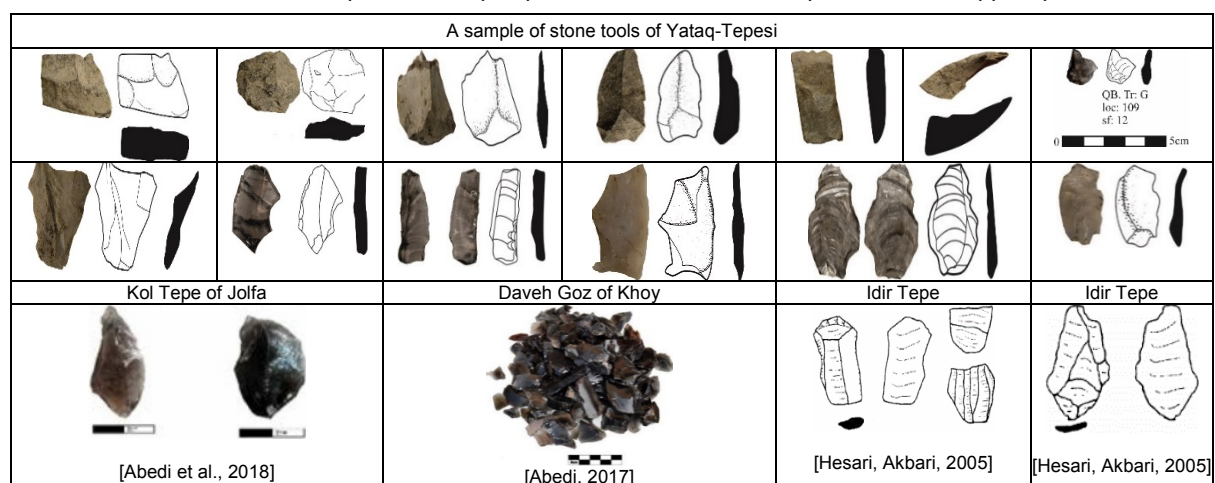 A sample of stone tools of Yataq-Tepesi
QB. Tr: G
loc: 109
sf: 12
0 5cm
Kol Tepe of Jolfa
Daveh Goz of Khoy
Idir Tepe
Idir Tepe
[Abedi et al., 2018]
[Abedi, 2017]
[Hesari, Akbari, 2005]
[Hesari, Akbari, 2005]